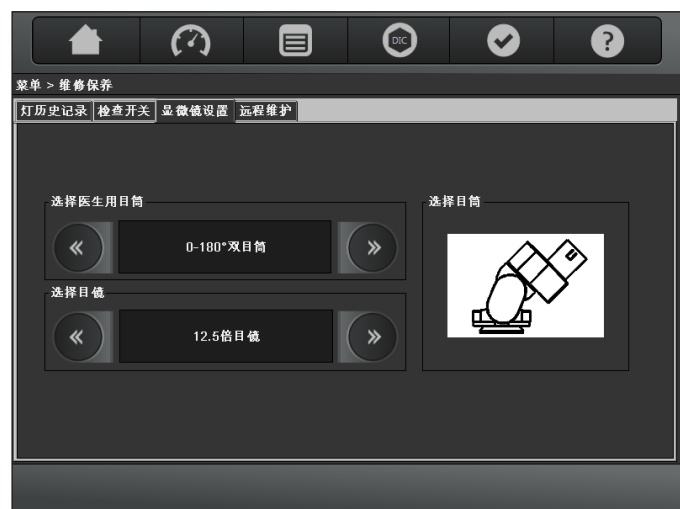 DIC
?
菜单 > 维修保养
灯历史记录 检查开关 显微镜设置 远程维护
选择医生用目筒
选择目筒
0-180°双目筒
选择目镜
12.5倍目镜